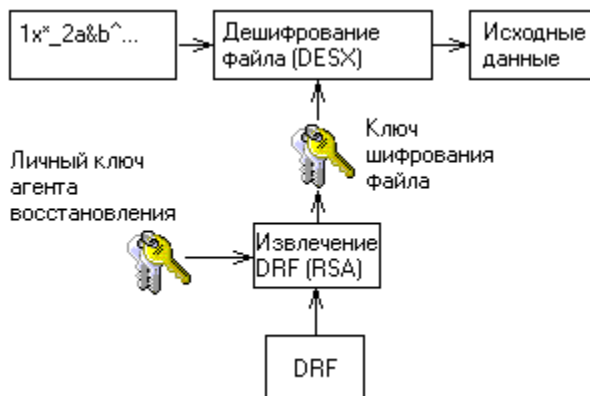 1x*_2a&b^...
Дешифрование
файла (DESX)
Исходные
данные
Ключ
шифрования
файла
Личный ключ
агента
восстановления
Извлечение
DRF (RSA)
DRF